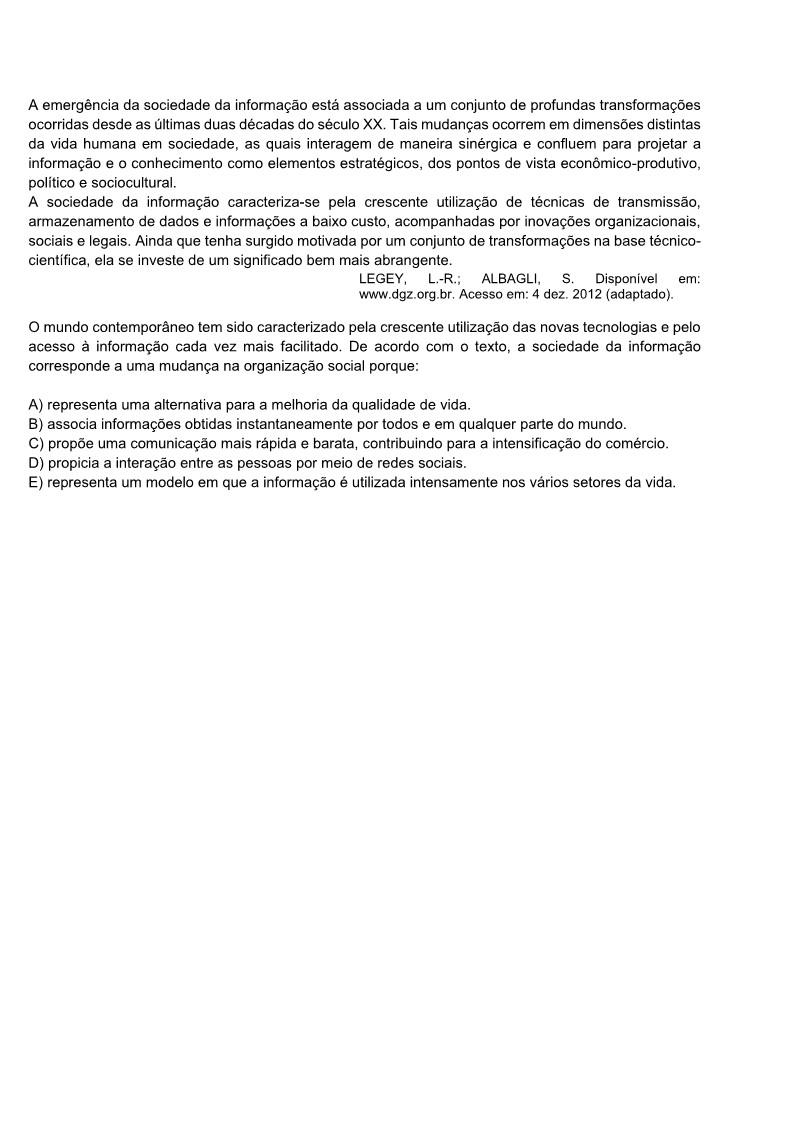 A emergência da sociedade da informação está associada a um conjunto de profundas transformações
ocorridas desde as últimas duas décadas do século XX. Tais mudanças ocorrem em dimensões distintas
da vida humana em sociedade, as quais interagem de maneira sinérgica e confluem para projetar a
informação e o conhecimento como elementos estratégicos, dos pontos de vista econômico-produtivo,
político e sociocultural.
A sociedade da informação caracteriza-se pela crescente utilização de técnicas de transmissão,
armazenamento de dados e informações a baixo custo, acompanhadas por inovações organizacionais,
sociais e legais. Ainda que tenha surgido motivada por um conjunto de transformações na base técnico-
científica, ela se investe de um significado bem mais abrangente.
LEGEY, L.-R.; ALBAGLI, S. Disponível em:
www.dgz.org.br. Acesso em: 4 dez. 2012 (adaptado).
O mundo contemporâneo tem sido caracterizado pela crescente utilização das novas tecnologias e pelo
acesso à informação cada vez mais facilitado. De acordo com o texto, a sociedade da informação
corresponde a uma mudança na organização social porque:
A) representa uma alternativa para a melhoria da qualidade de vida.
B) associa informações obtidas instantaneamente por todos e em qualquer parte do mundo.
C) propõe uma comunicação mais rápida e barata, contribuindo para a intensificação do comércio.
D) propicia a interação entre as pessoas por meio de redes sociais.
E) representa um modelo em que a informação é utilizada intensamente nos vários setores da vida.